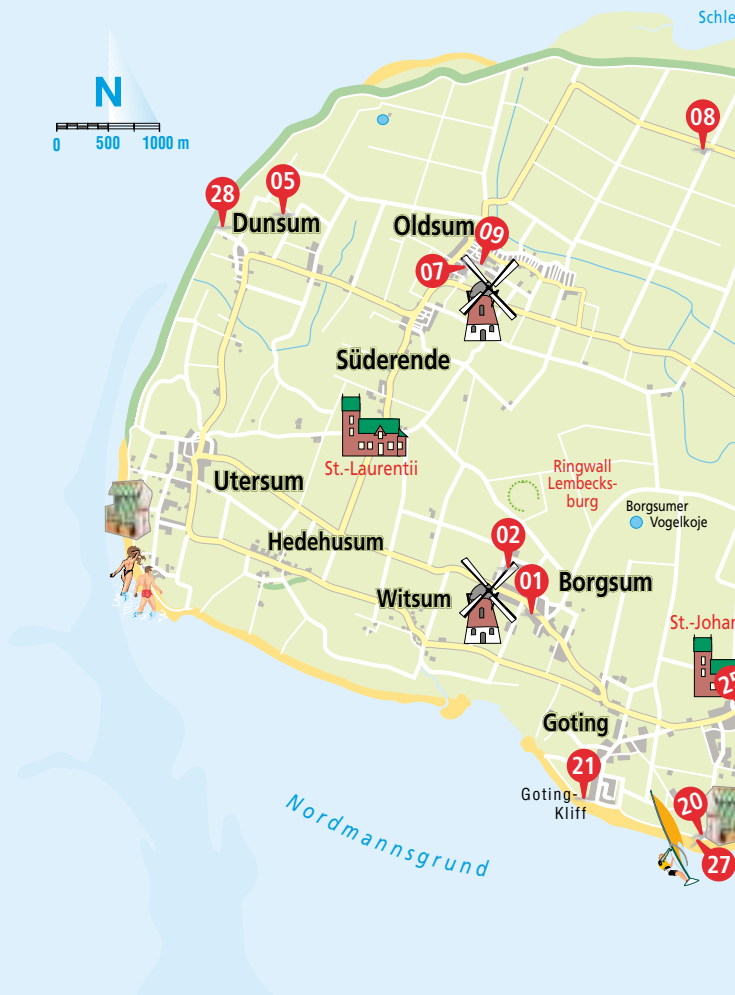 Schle
N
0 500 1000 m
08
05
28
Dunsum
Oldsum
09
07
Süderende
St.-Laurentii
Ringwall
Lembecks-
burg
Utersum
Borgsumer
Vogelkoje
Hedehusum
02
01
Borgsum
Witsum
St.-Johan
25
Goting
21
Goting-
Kliff
20
27
Nordmannsgrund